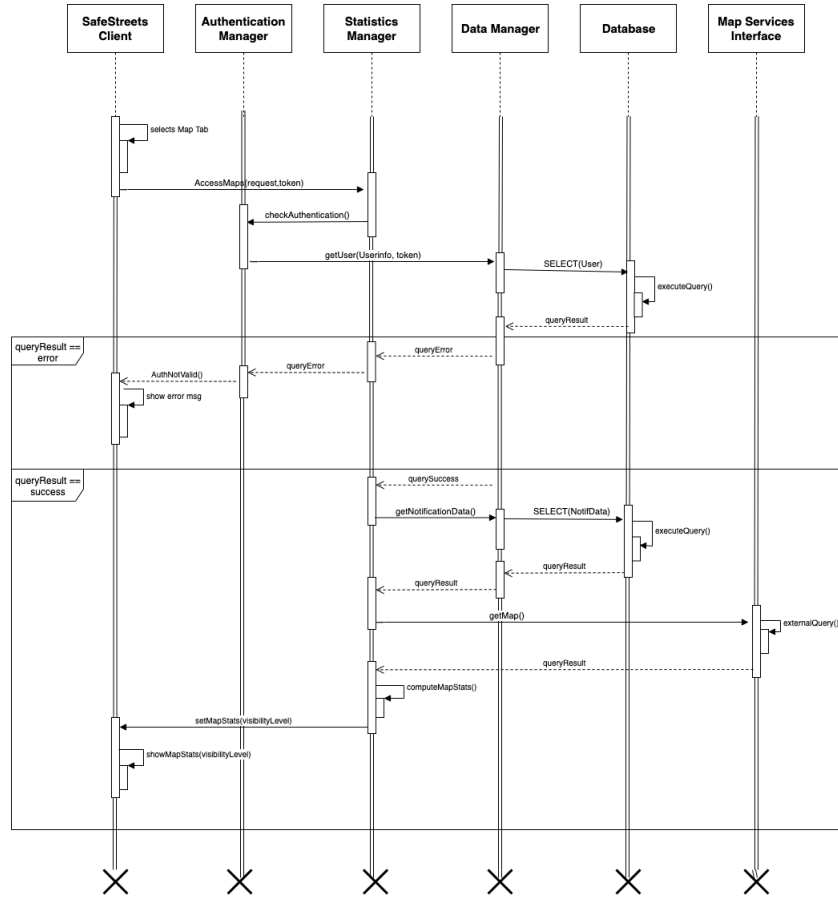 SafeStreets
Client
Authentication
Manager
Statistics
Manager
Data Manager
Database
Map Services
Interface
selects Map Tab
AccessMaps(request,token)
checkAuthentication()
getUser(Userinfo, token)
SELECT(User)
executeQuery()
queryResult
queryResult ==
error
queryError
queryError
AuthNotValid()
show error msg
queryResult ==
success
querySuccess
getNotificationData()
SELECT(NotifData)
executeQuery()
queryResult
queryResult
getMap()
externalQuery()
queryResult
computeMapStats()
setMapStats(visibilityLevel)
showMapStats(visibilityLevel)